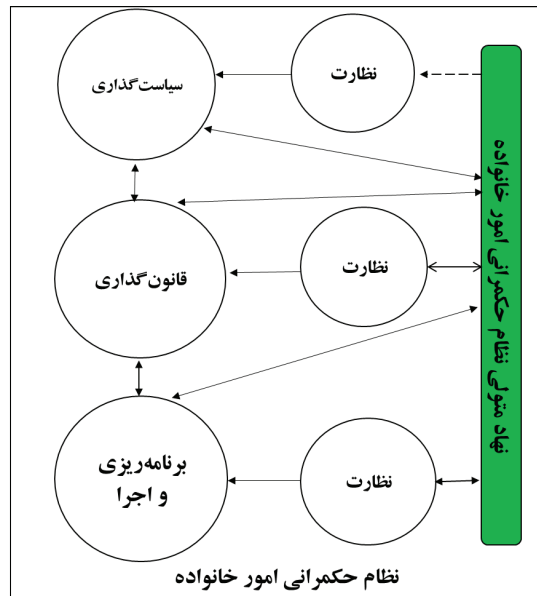 نظارت
سیاست‌گذاری
نهاد متولی نظام حکمرانی امور خانواده
نظارت
قانون‌گذاری
نظارت
برنامه‌ریزی
و اجرا
نظام حکمرانی امور خانواده